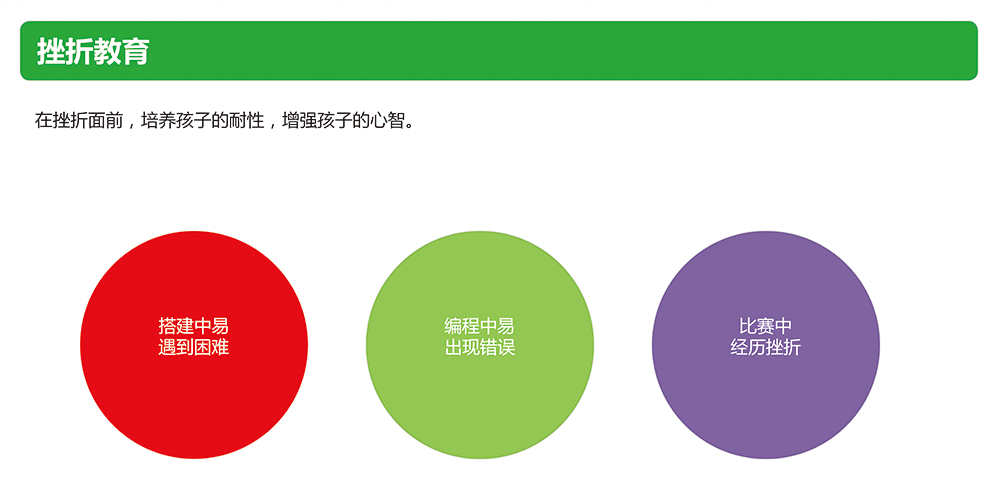 挫折教育
在挫折面前，培养孩子的耐性，增强孩子的心智。
搭建中易
遇到困难
编程中易
出现错误
比赛中
经历挫折